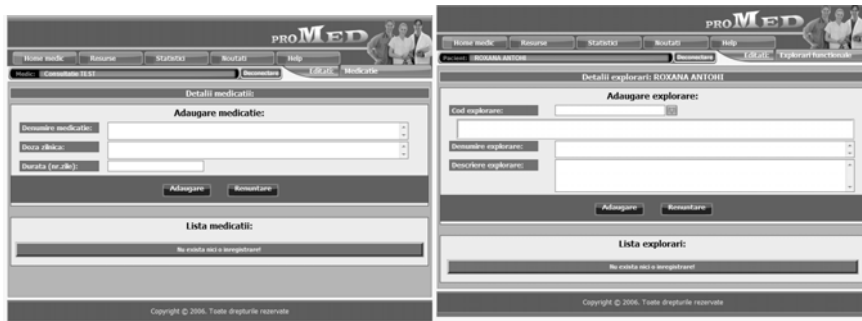 PROMED
Home medic Resurse Statistici Noutati Help
Medic: Consultatie TEST Deconectare Editati: Medicatie
Detalii medicatii:
Adaugare medicatie:
Denumire medicatie:
Doza zilnica:
Durata (nr.zile):
Adaugare Renuntare
Lista medicatii:
Nu exista nici o inregistrare!
Copyright © 2006. Toate drepturile rezervate
PROMED
Home medic Resurse Statistici Noutati Help
Pacient: ROXANA ANTOHI Deconectare Editati: Explorari functionale
Detalii explorari: ROXANA ANTOHI
Adaugare explorare:
Cod explorare:
Denumire explorare:
Descriere explorare:
Adaugare Renuntare
Lista explorari:
Nu exista nici o inregistrare!
Copyright © 2006. Toate drepturile rezervate